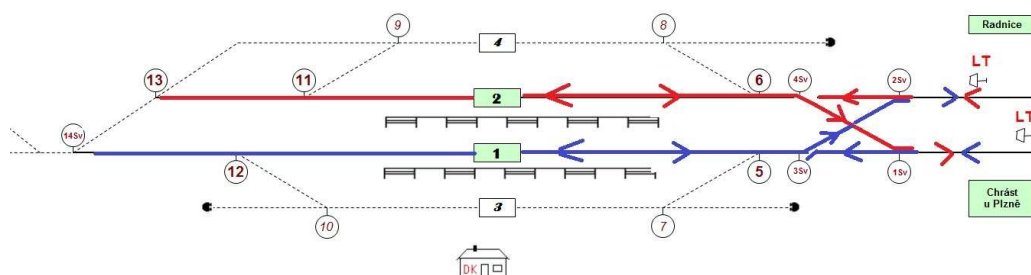 Radnice
9
8
4
LT
13
11
6
4Sv
2Sv
2
LT
14Sv
1
12
5
3Sv
1Sv
10
3
7
Chrást
u Plzně
DK